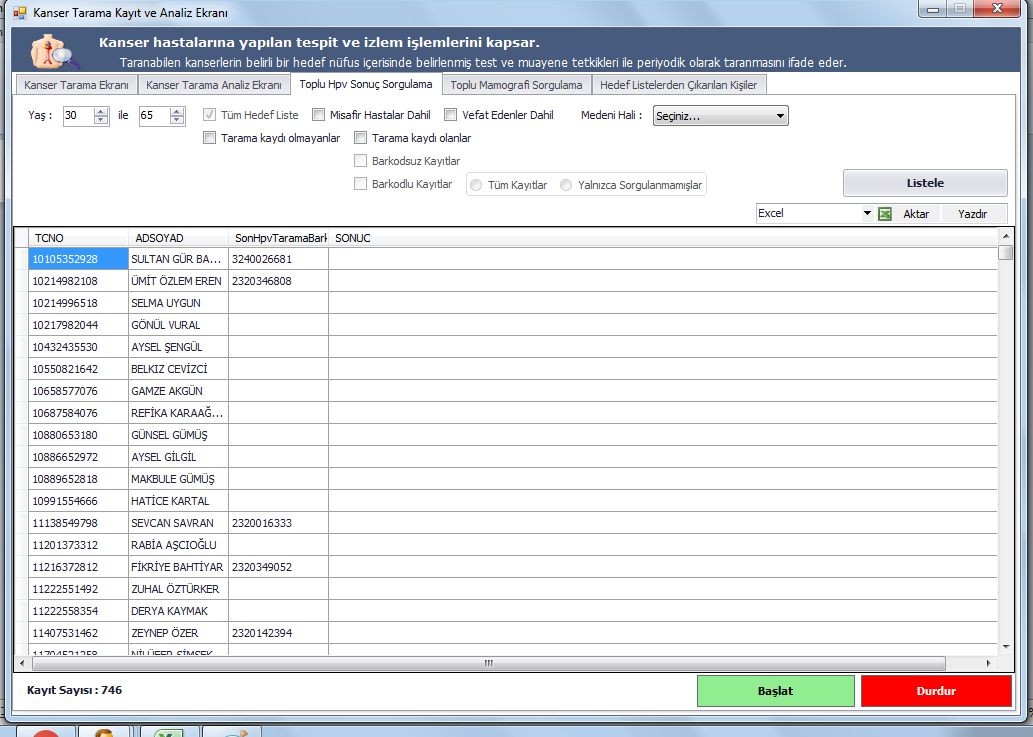 Kanser Tarama Kayıt ve Analiz Ekranı
Kanser hastalarına yapılan tespit ve izlem işlemlerini kapsar.
Taranabilen kanserlerin belirli bir hedef nüfus içerisinde belirlenmiş test ve muayene tetkikleri ile periyodik olarak taranmasını ifade eder.
Kanser Tarama Ekranı Kanser Tarama Analiz Ekranı Toplu Hpv Sonuç Sorgulama Toplu Mamografi Sorgulama Hedef Listelerden Çıkarılan Kişiler
Yaş : 30 ile 65 Tüm Hedef Liste Misafir Hastalar Dahil Vefat Edenler Dahil Medeni Hali : Seçiniz...
Tarama kaydı olmayanlar Tarama kaydı olanlar
Barkodsuz Kayıtlar
Barkodlu Kayıtlar Tüm Kayıtlar Yalnızca Sorgulanmamışlar Listele
Excel Aktar Yazdır
TCNO ADSOYAD SonHpvTaramaBark SONUC
10105352928 SULTAN GÜR BA... 3240026681
10214982108 ÜMİT ÖZLEM EREN 2320346808
10214996518 SELMA UYGUN
10217982044 GÖNÜL VURAL
10432435530 AYSEL ŞENGÜL
10550821642 BELKIZ CEVİZCİ
10658577076 GAMZE AKGÜN
10687584076 REFİKA KARAAĞ...
10880653180 GÜNSEL GÜMÜŞ
10886652972 AYSEL GİLGİL
10889652818 MAKBULE GÜMÜŞ
10991554666 HATİCE KARTAL
11138549798 SEVCAN SAVRAN 2320016333
11201373312 RABİA AŞCIOĞLU
11216372812 FİKRİYE BAHTİYAR 2320349052
11222551492 ZUHAL ÖZTÜRKER
11222558354 DERYA KAYMAK
11407531462 ZEYNEP ÖZER 2320142394
NİLÜFER ŞİMŞEK
Kayıt Sayısı : 746 Başlat Durdur